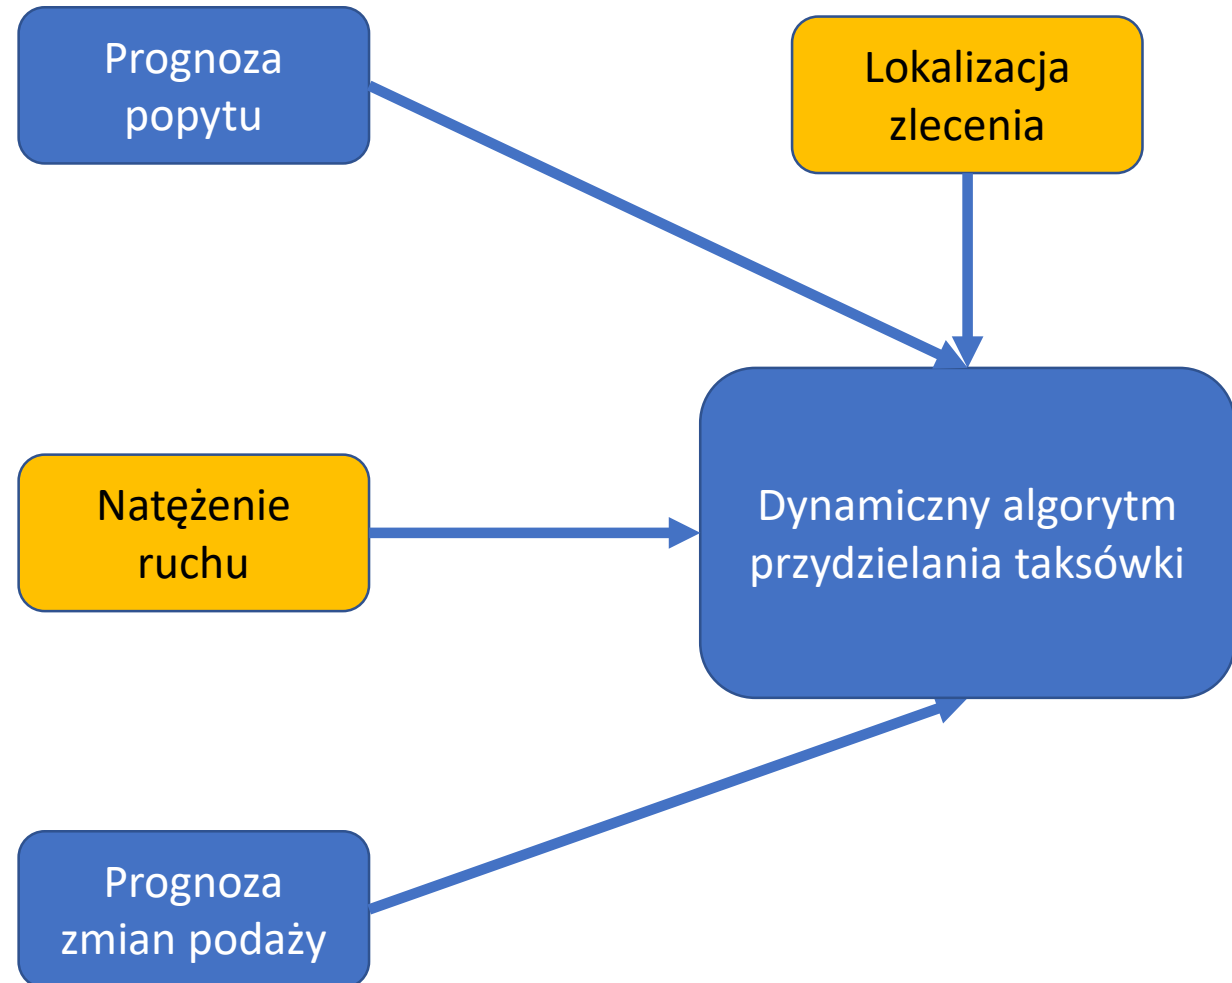 Prognoza
popytu
Lokalizacja
zlecenia
Natężenie
ruchu
Dynamiczny algorytm
przydzielania taksówki
Prognoza
zmian podaży